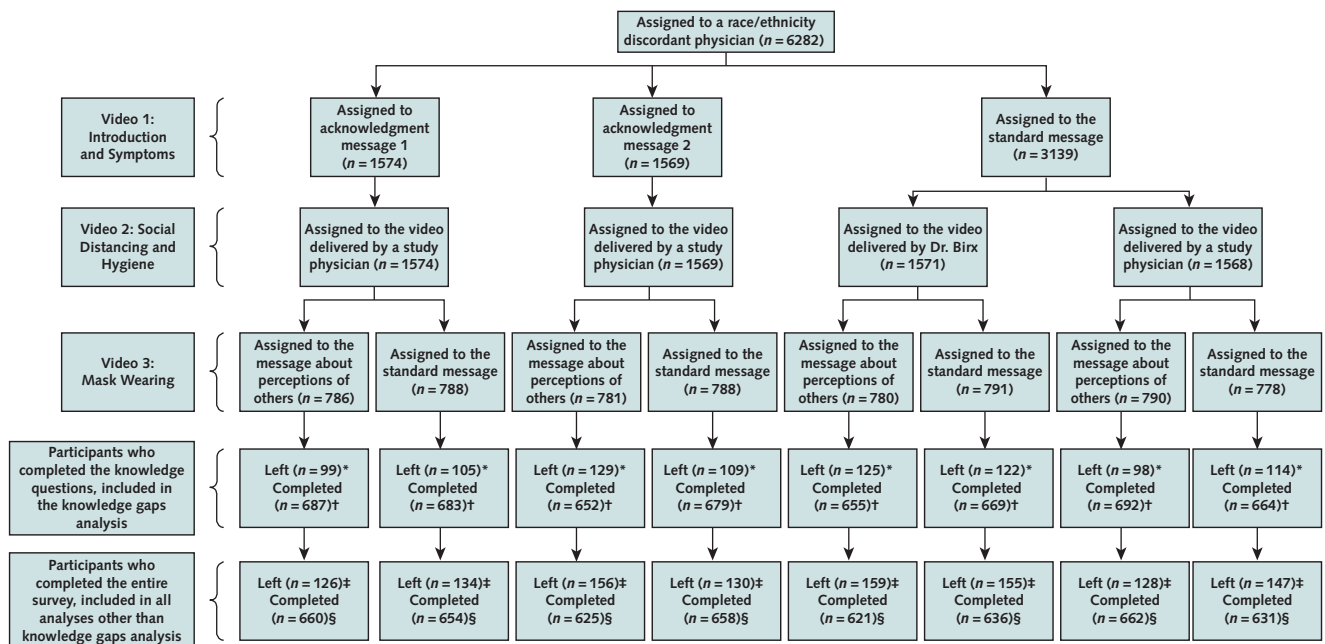 Assigned to a race/ethnicity
discordant physician (n = 6282)
Video 1:
Introduction
and Symptoms
Assigned to
acknowledgment
message 1
(n = 1574)
Assigned to
acknowledgment
message 2
(n = 1569)
Assigned to the
standard message
(n = 3139)
Video 2: Social
Distancing and
Hygiene
Assigned to the video
delivered by a study
physician (n = 1574)
Assigned to the video
delivered by a study
physician (n = 1569)
Assigned to the video
delivered by Dr. Birx
(n = 1571)
Assigned to the video
delivered by a study
physician (n = 1568)
Video 3:
Mask Wearing
Assigned to the
message about
perceptions of
others (n = 786)
Assigned to the
standard message
(n = 788)
Assigned to the
message about
perceptions of
others (n = 781)
Assigned to the
standard message
(n = 788)
Assigned to the
message about
perceptions of
others (n = 780)
Assigned to the
standard message
(n = 791)
Assigned to the
message about
perceptions of
others (n = 790)
Assigned to the
standard message
(n = 778)
Participants who
completed the knowledge
questions, included in
the knowledge gaps
analysis
Left (n = 99)*
Completed
(n = 687)†
Left (n = 105)*
Completed
(n = 683)†
Left (n = 129)*
Completed
(n = 652)†
Left (n = 109)*
Completed
(n = 679)†
Left (n = 125)*
Completed
(n = 655)†
Left (n = 122)*
Completed
(n = 669)†
Left (n = 98)*
Completed
(n = 692)†
Left (n = 114)*
Completed
(n = 664)†
Participants who
completed the entire
survey, included in all
analyses other than
knowledge gaps analysis
Left (n = 126)‡
Completed
(n = 660)§
Left (n = 134)‡
Completed
(n = 654)§
Left (n = 156)‡
Completed
(n = 625)§
Left (n = 130)‡
Completed
(n = 658)§
Left (n = 159)‡
Completed
(n = 621)§
Left (n = 155)‡
Completed
(n = 636)§
Left (n = 128)‡
Completed
(n = 662)§
Left (n = 147)‡
Completed
(n = 631)§